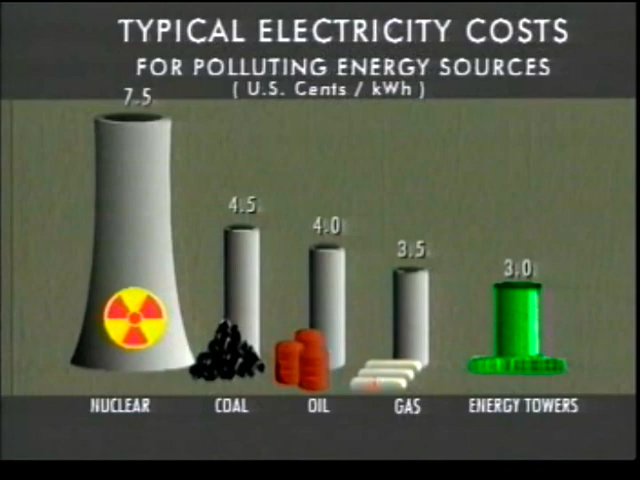 TYPICAL ELECTRICITY COSTS
FOR POLLUTING ENERGY SOURCES
( U.S. Cents / kWh )
7.5
4.5
4.0
3.5
3.0
NUCLEAR
COAL
OIL
GAS
ENERGY TOWERS